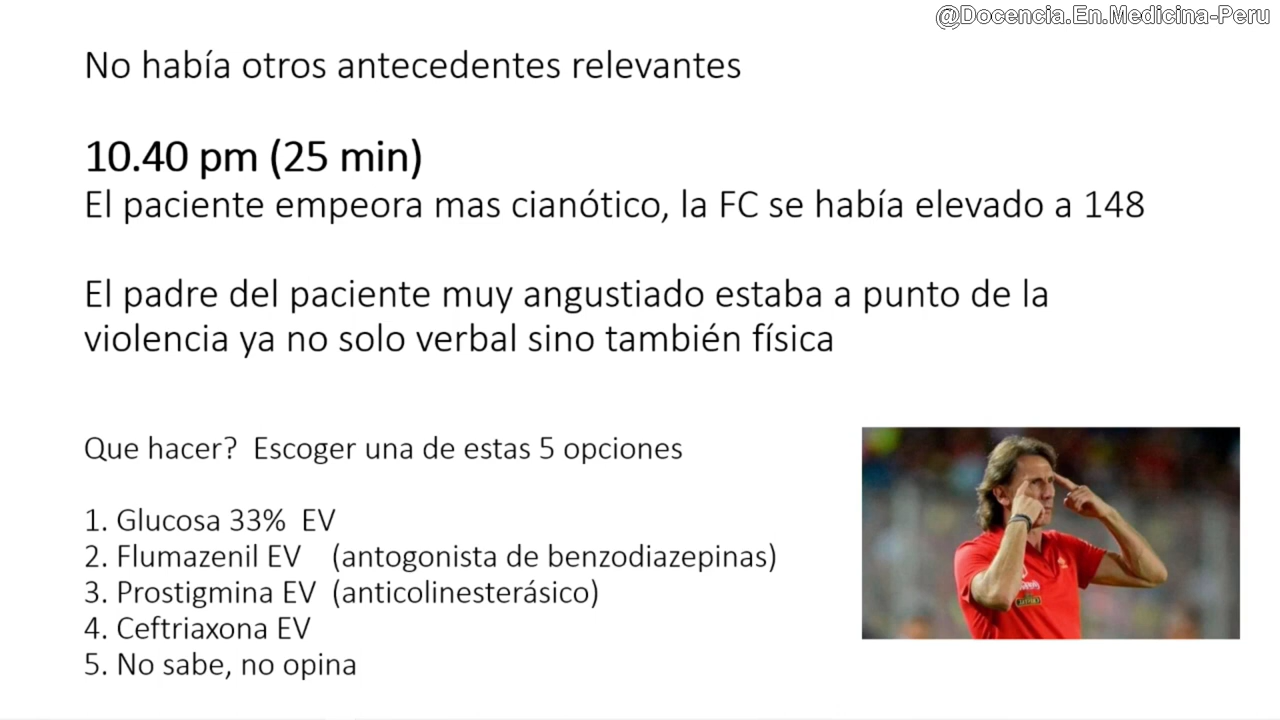 @Docencia.En.Medicina-Peru
No había otros antecedentes relevantes
10.40 pm (25 min)
El paciente empeora mas cianótico, la FC se había elevado a 148
El padre del paciente muy angustiado estaba a punto de la
violencia ya no solo verbal sino también física
Que hacer?  Escoger una de estas 5 opciones
1. Glucosa 33%  EV
2. Flumazenil EV    (antogonista de benzodiazepinas)
3. Prostigmina EV  (anticolinesterásico)
4. Ceftriaxona EV
5. No sabe, no opina